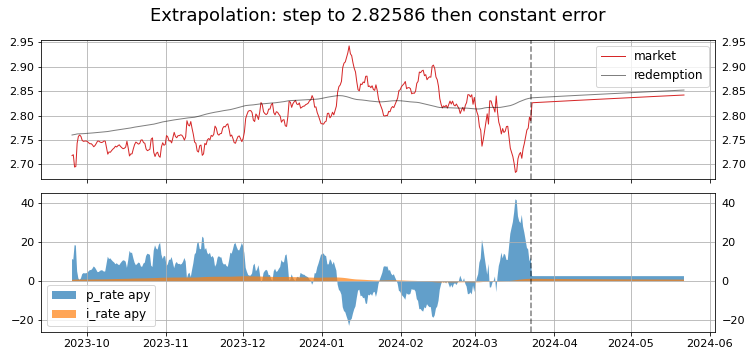 Extrapolation: step to 2.82586 then constant error
2.95 2.95
market
2.90 2.90
redemption
2.85 2.85
2.80 2.80
2.75 2.75
2.70 2.70
40 40
20 20
0 0
p_rate apy
i_rate apy
−20 −20
2023-10 2023-11 2023-12 2024-01 2024-02 2024-03 2024-04 2024-05 2024-06